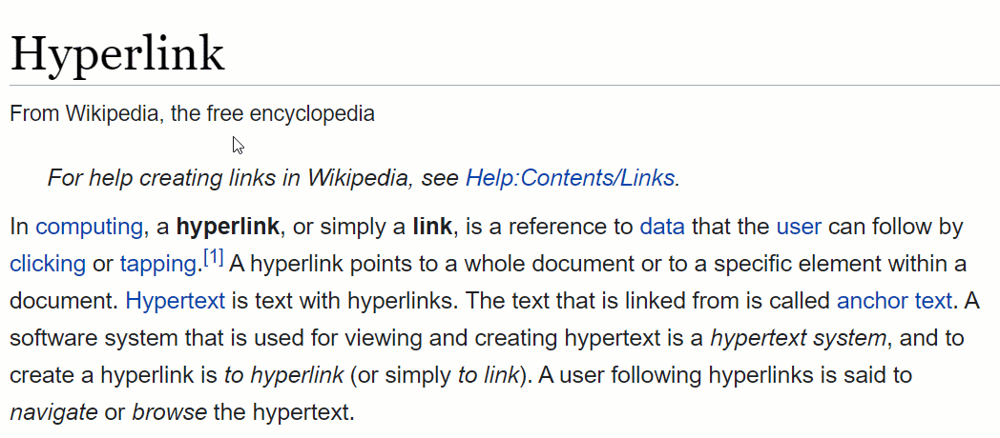 Hyperlink
From Wikipedia, the free encyclopedia
For help creating links in Wikipedia, see Help:Contents/Links.
In computing, a hyperlink, or simply a link, is a reference to data that the user can follow by
clicking or tapping.[1] A hyperlink points to a whole document or to a specific element within a
document. Hypertext is text with hyperlinks. The text that is linked from is called anchor text. A
software system that is used for viewing and creating hypertext is a hypertext system, and to
create a hyperlink is to hyperlink (or simply to link). A user following hyperlinks is said to
navigate or browse the hypertext.